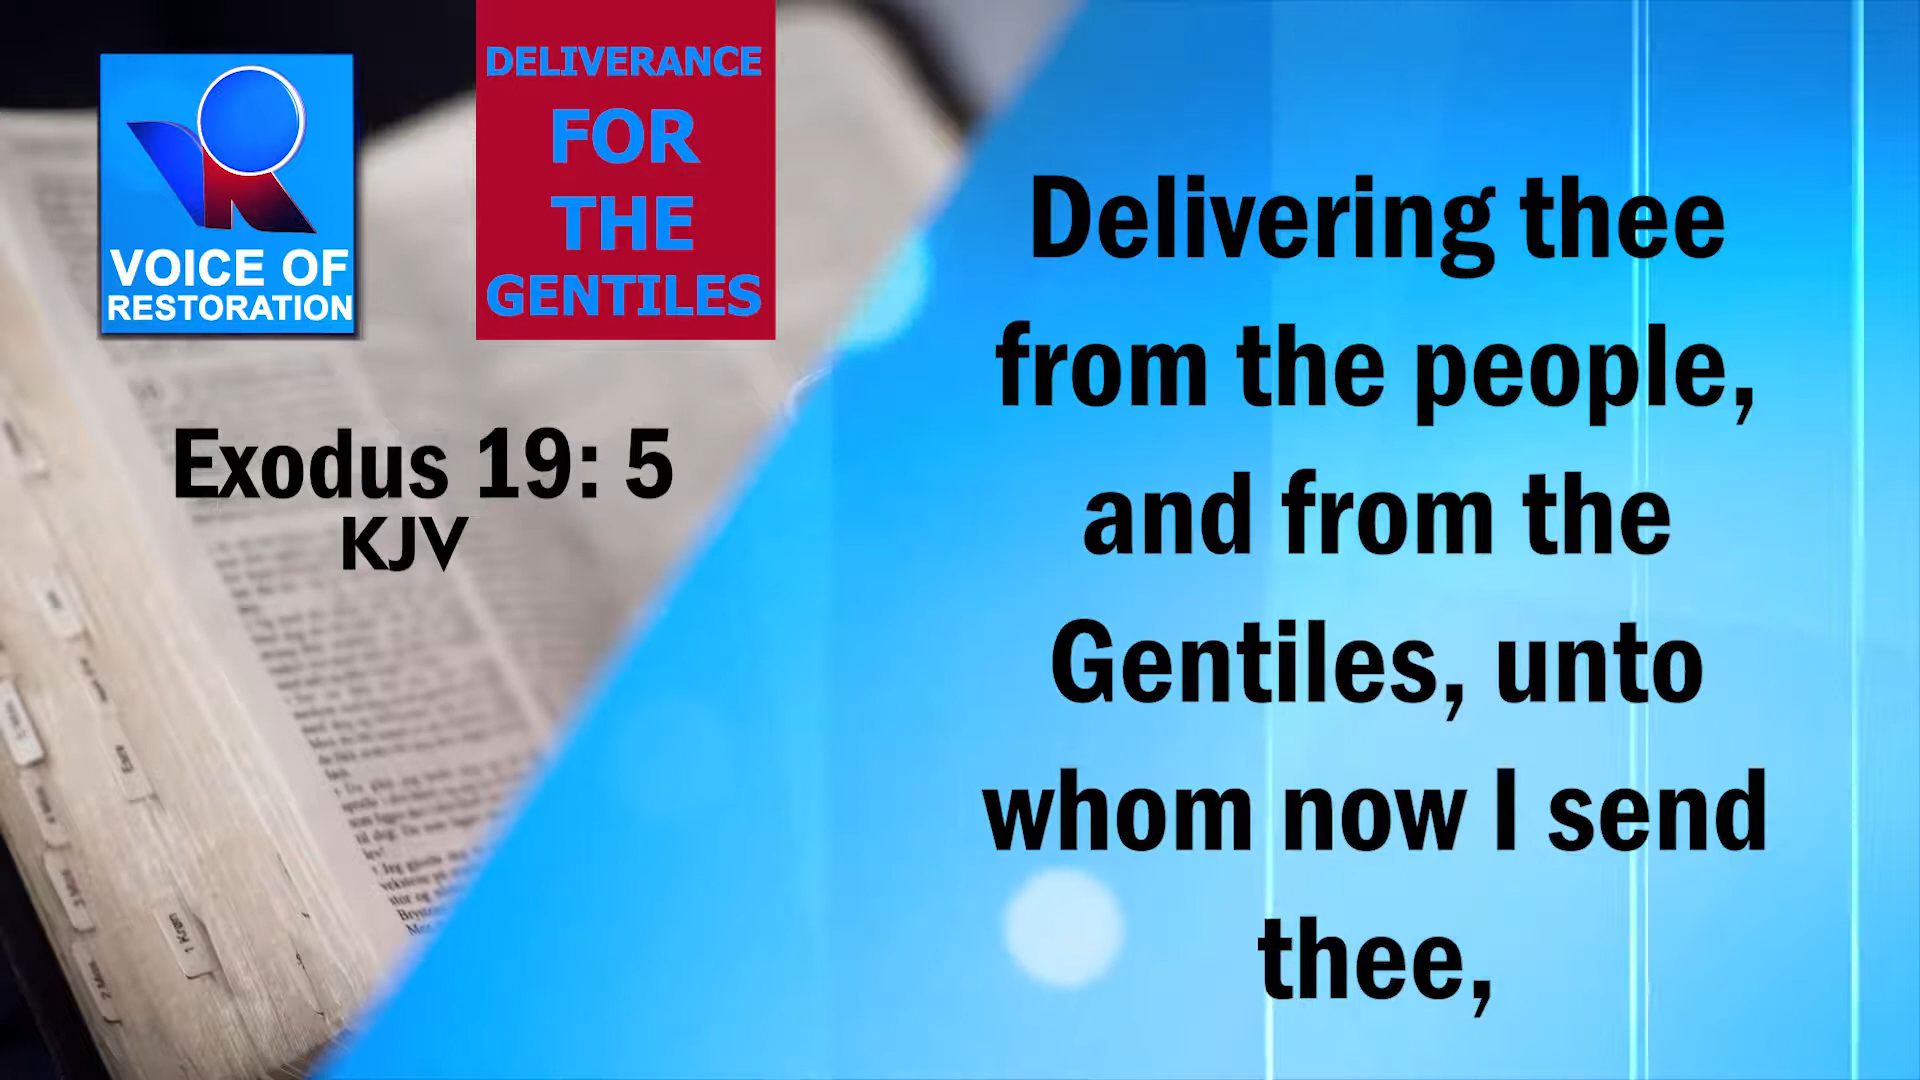 VOICE OF
RESTORATION
DELIVERANCE
FOR
THE
GENTILES
Exodus 19: 5
KJV
Delivering thee
from the people,
and from the
Gentiles, unto
whom now I send
thee,